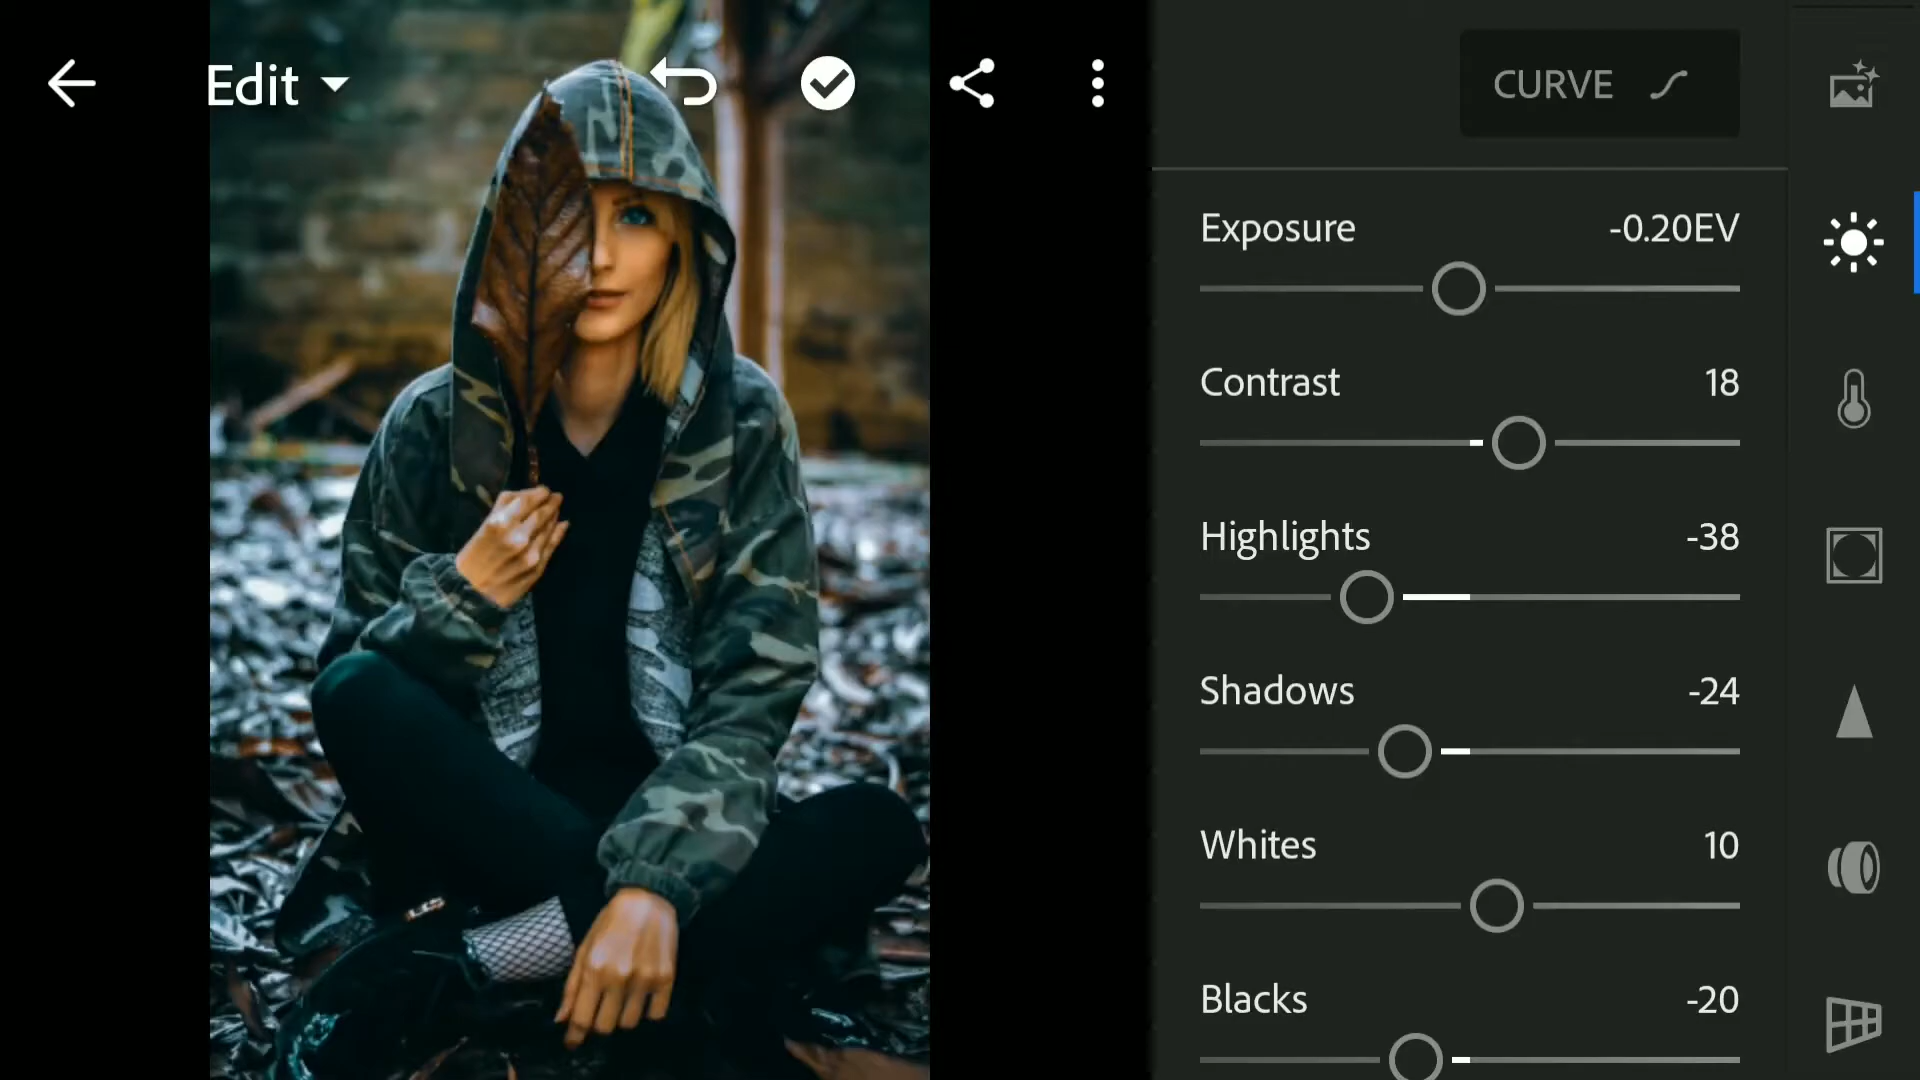 Edit
CURVE
Exposure -0.20EV
Contrast 18
Highlights -38
Shadows -24
Whites 10
Blacks -20